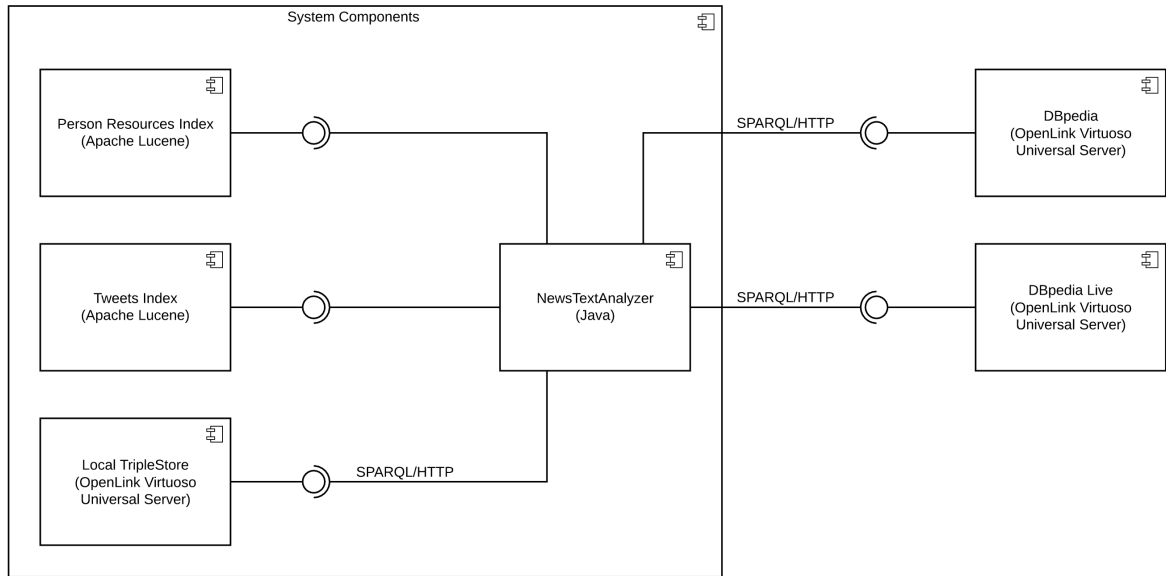 System Components
Person Resources Index
(Apache Lucene)
SPARQL/HTTP
DBpedia
(OpenLink Virtuoso
Universal Server)
Tweets Index
(Apache Lucene)
NewsTextAnalyzer
(Java)
SPARQL/HTTP
DBpedia Live
(OpenLink Virtuoso
Universal Server)
Local TripleStore
(OpenLink Virtuoso
Universal Server)
SPARQL/HTTP